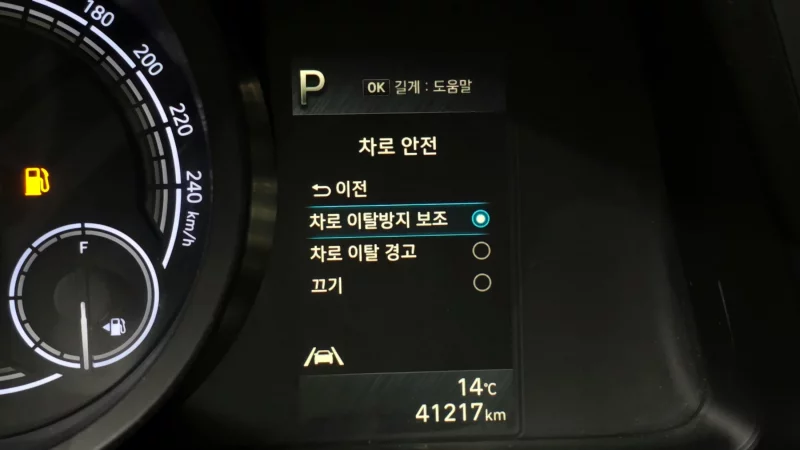 180
200
220
240
km/h
F
P
OK 길게 : 도움말
차로 안전
이전
차로 이탈방지 보조
차로 이탈 경고
끄기
14℃
41217km